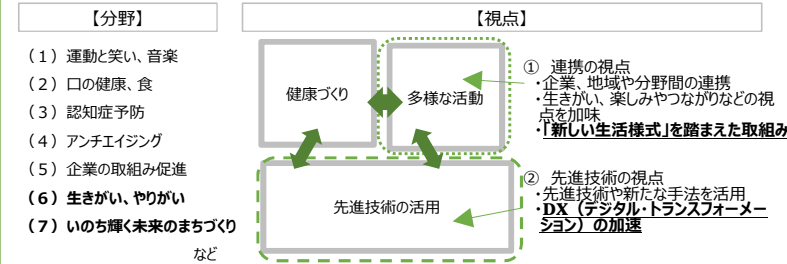 【分野】
(1)運動と笑い、音楽
(2)口の健康、食
(3)認知症予防
(4)アンチエイジング
(5)企業の取組み促進
(6)生きがい、やりがい
(7)いのち輝く未来のまちづくり
など
【視点】
健康づくり
多様な活動
先進技術の活用
① 連携の視点
・企業、地域や分野間の連携
・生きがい、楽しみやつながりなどの視
点を加味
・「新しい生活様式」を踏まえた取組み
② 先進技術の視点
・先進技術や新たな手法を活用
・DX(デジタル・トランスフォーメー
ション)の加速